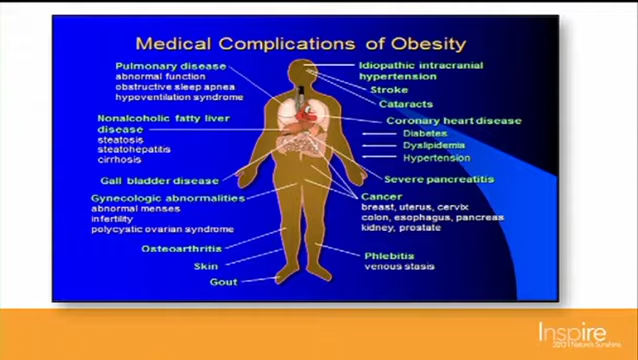 Medical Complications of Obesity
Pulmonary disease
abnormal function
obstructive sleep apnea
hypoventilation syndrome
Nonalcoholic fatty liver
disease
steatosis
steatohepatitis
cirrhosis
Gall bladder disease
Gynecologic abnormalities
abnormal menses
infertility
polycystic ovarian syndrome
Osteoarthritis
Skin
Gout
Idiopathic intracranial
hypertension
Stroke
Cataracts
Coronary heart disease
Diabetes
Dyslipidemia
Hypertension
Severe pancreatitis
Cancer
breast, uterus, cervix
colon, esophagus, pancreas
kidney, prostate
Phlebitis
venous stasis
Inspire
2013 Nature's Sunshine